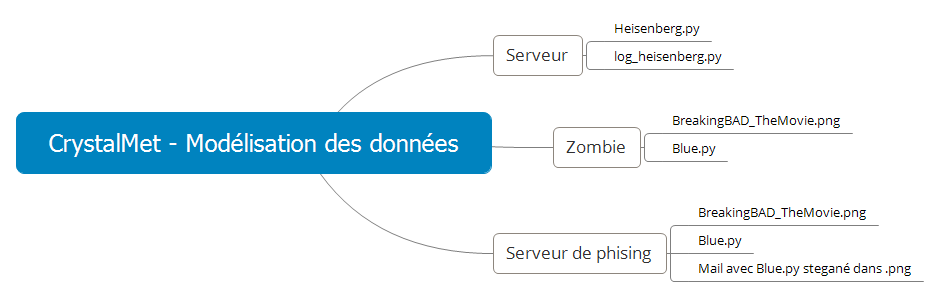 CrystalMet - Modélisation des données
Serveur
Heisenberg.py
log_heisenberg.py
Zombie
BreakingBAD_TheMovie.png
Blue.py
Serveur de phising
BreakingBAD_TheMovie.png
Blue.py
Mail avec Blue.py stegané dans .png